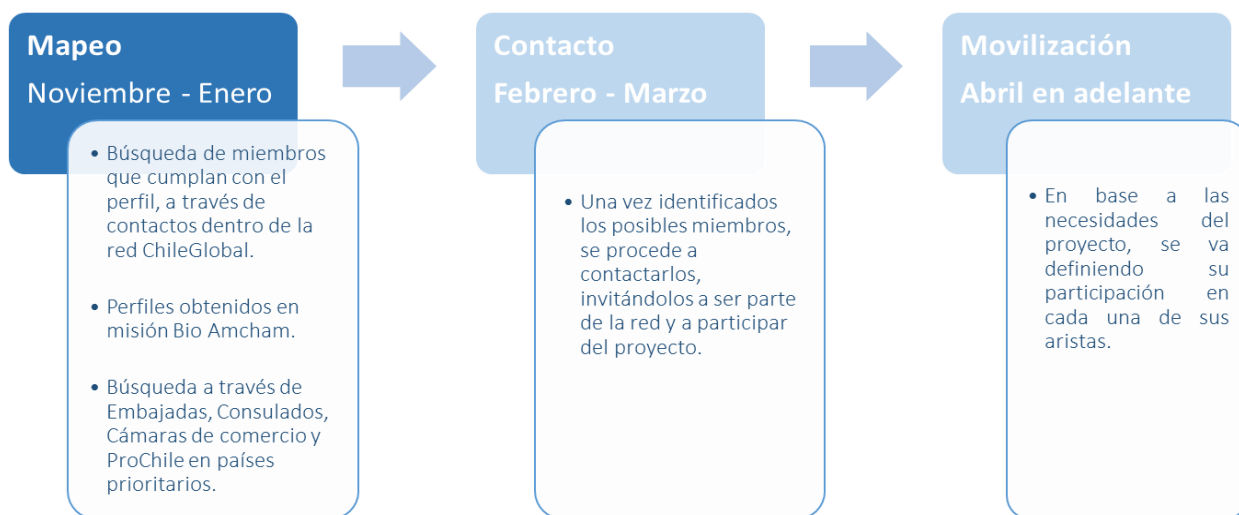 Mapeo
Noviembre - Enero
• Búsqueda de miembros
que cumplan con el
perfil, a través de
contactos dentro de la
red ChileGlobal.
• Perfiles obtenidos en
misión Bio Amcham.
• Búsqueda a través de
Embajadas, Consulados,
Cámaras de comercio y
ProChile en países
prioritarios.
Contacto
Febrero - Marzo
• Una vez identificados
los posibles miembros,
se procede a
contactarlos,
invitándolos a ser parte
de la red y a participar
del proyecto.
Movilización
Abril en adelante
• En base a las
necesidades del
proyecto, se va
definiendo su
participación en
cada una de sus
aristas.